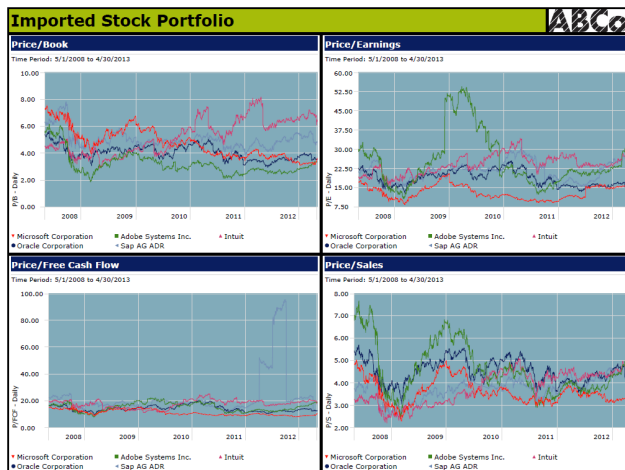 Imported Stock Portfolio
ABCo
Price/Book
Time Period: 5/1/2008 to 4/30/2013
10.00
8.00
6.00
4.00
2.00
0.00
P/B - Daily
2008 2009 2010 2011 2012
Microsoft Corporation Adobe Systems Inc. Intuit
Oracle Corporation Sap AG ADR
Price/Earnings
Time Period: 5/1/2008 to 4/30/2013
60.00
52.50
45.00
37.50
30.00
22.50
15.00
7.50
P/E - Daily
2008 2009 2010 2011 2012
Microsoft Corporation Adobe Systems Inc. Intuit
Oracle Corporation Sap AG ADR
Price/Free Cash Flow
Time Period: 5/1/2008 to 4/30/2013
100.00
80.00
60.00
40.00
20.00
0.00
P/FCF - Daily
2008 2009 2010 2011 2012
Microsoft Corporation Adobe Systems Inc. Intuit
Oracle Corporation Sap AG ADR
Price/Sales
Time Period: 5/1/2008 to 4/30/2013
8.00
7.00
6.00
5.00
4.00
3.00
2.00
P/S - Daily
2008 2009 2010 2011 2012
Microsoft Corporation Adobe Systems Inc. Intuit
Oracle Corporation Sap AG ADR